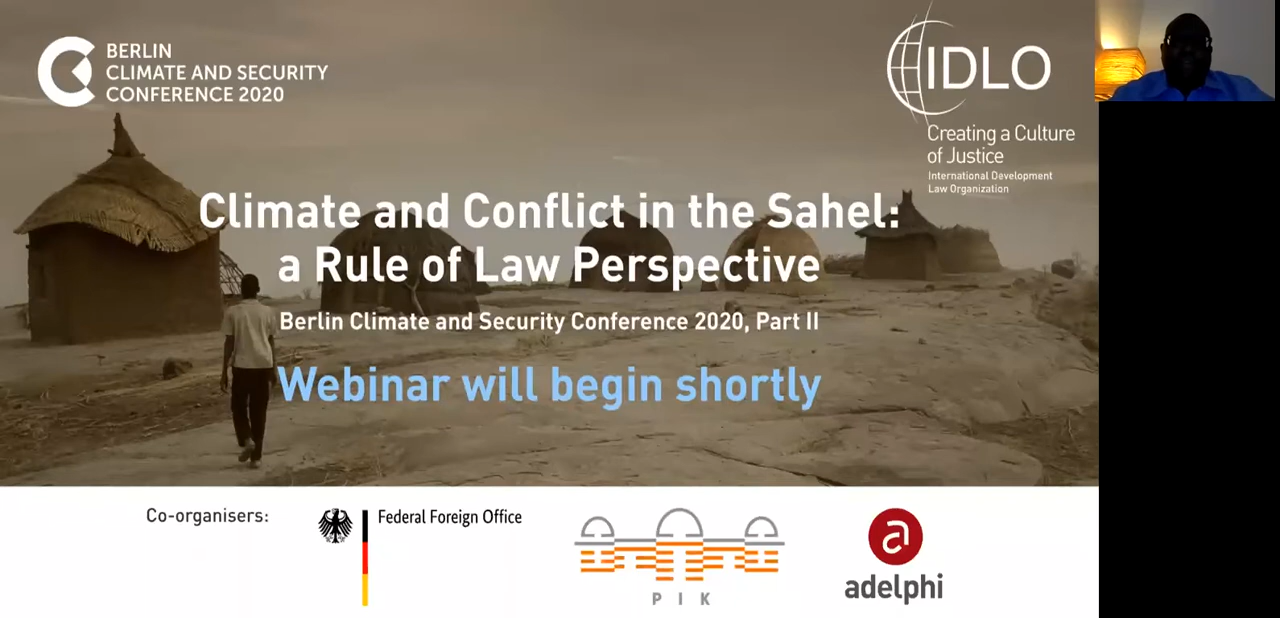 BERLIN
CLIMATE AND SECURITY
CONFERENCE 2020
IDLO
Creating a Culture
of Justice
International Development
Law Organization
Climate and Conflict in the Sahel:
a Rule of Law Perspective
Berlin Climate and Security Conference 2020, Part II
Webinar will begin shortly
Co-organisers:
Federal Foreign Office
PIK
a
adelphi